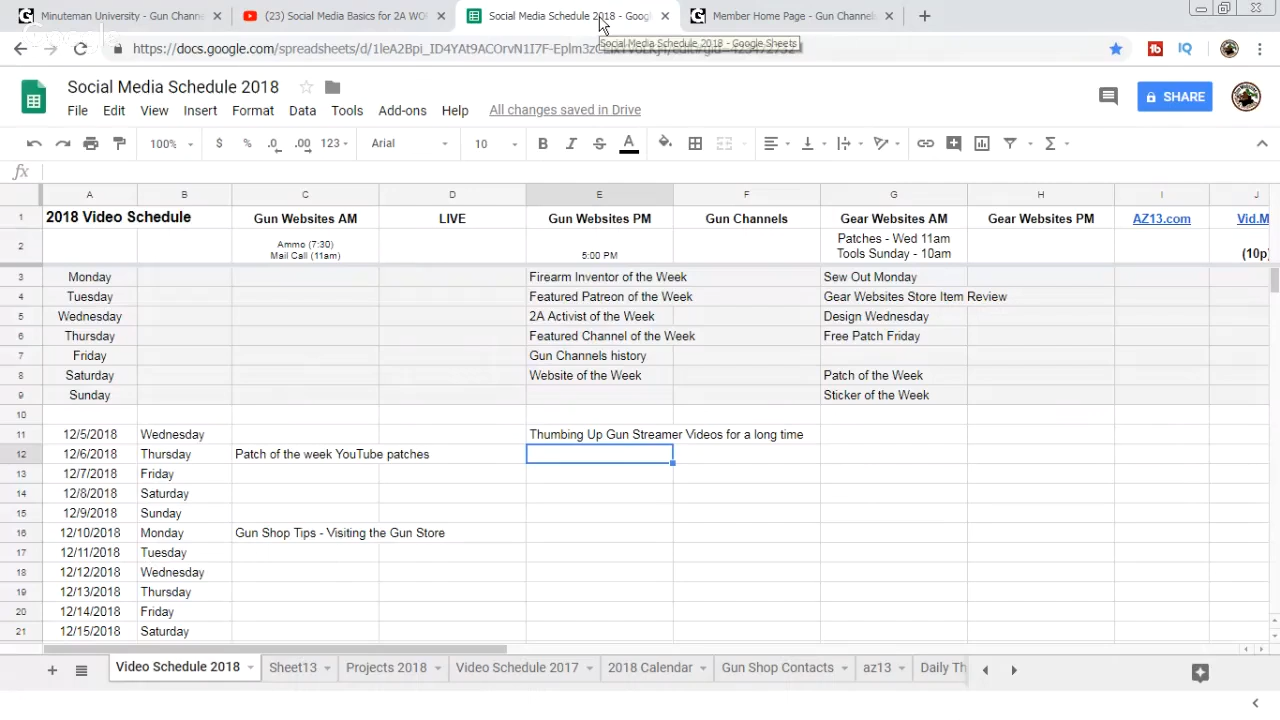 Minuteman University - Gun Chann
(23) Social Media Basics for 2A WO
Social Media Schedule 2018 - Goog
Member Home Page - Gun Channel
https://docs.google.com/spreadsheets/d/1leA2Bpi_ID4YAt9ACOrvN1I7F-Eplm3z
Social Media Schedule 2018 - Google Sheets
Social Media Schedule 2018
File Edit View Insert Format Data Tools Add-ons Help All changes saved in Drive
SHARE
100% $ % .0 .00 123 Arial 10 B I S A
fx
A B C D E F G H I J
1 2018 Video Schedule Gun Websites AM LIVE Gun Websites PM Gun Channels Gear Websites AM Gear Websites PM AZ13.com Vid.M
2 Ammo (7:30) Mail Call (11am) 5:00 PM Patches - Wed 11am Tools Sunday - 10am (10p)
3 Monday Firearm Inventor of the Week Sew Out Monday
4 Tuesday Featured Patreon of the Week Gear Websites Store Item Review
5 Wednesday 2A Activist of the Week Design Wednesday
6 Thursday Featured Channel of the Week Free Patch Friday
7 Friday Gun Channels history
8 Saturday Website of the Week Patch of the Week
9 Sunday Sticker of the Week
10
11 12/5/2018 Wednesday Thumbing Up Gun Streamer Videos for a long time
12 12/6/2018 Thursday Patch of the week YouTube patches
13 12/7/2018 Friday
14 12/8/2018 Saturday
15 12/9/2018 Sunday
16 12/10/2018 Monday Gun Shop Tips - Visiting the Gun Store
17 12/11/2018 Tuesday
18 12/12/2018 Wednesday
19 12/13/2018 Thursday
20 12/14/2018 Friday
21 12/15/2018 Saturday
Video Schedule 2018 Sheet13 Projects 2018 Video Schedule 2017 2018 Calendar Gun Shop Contacts az13 Daily Th